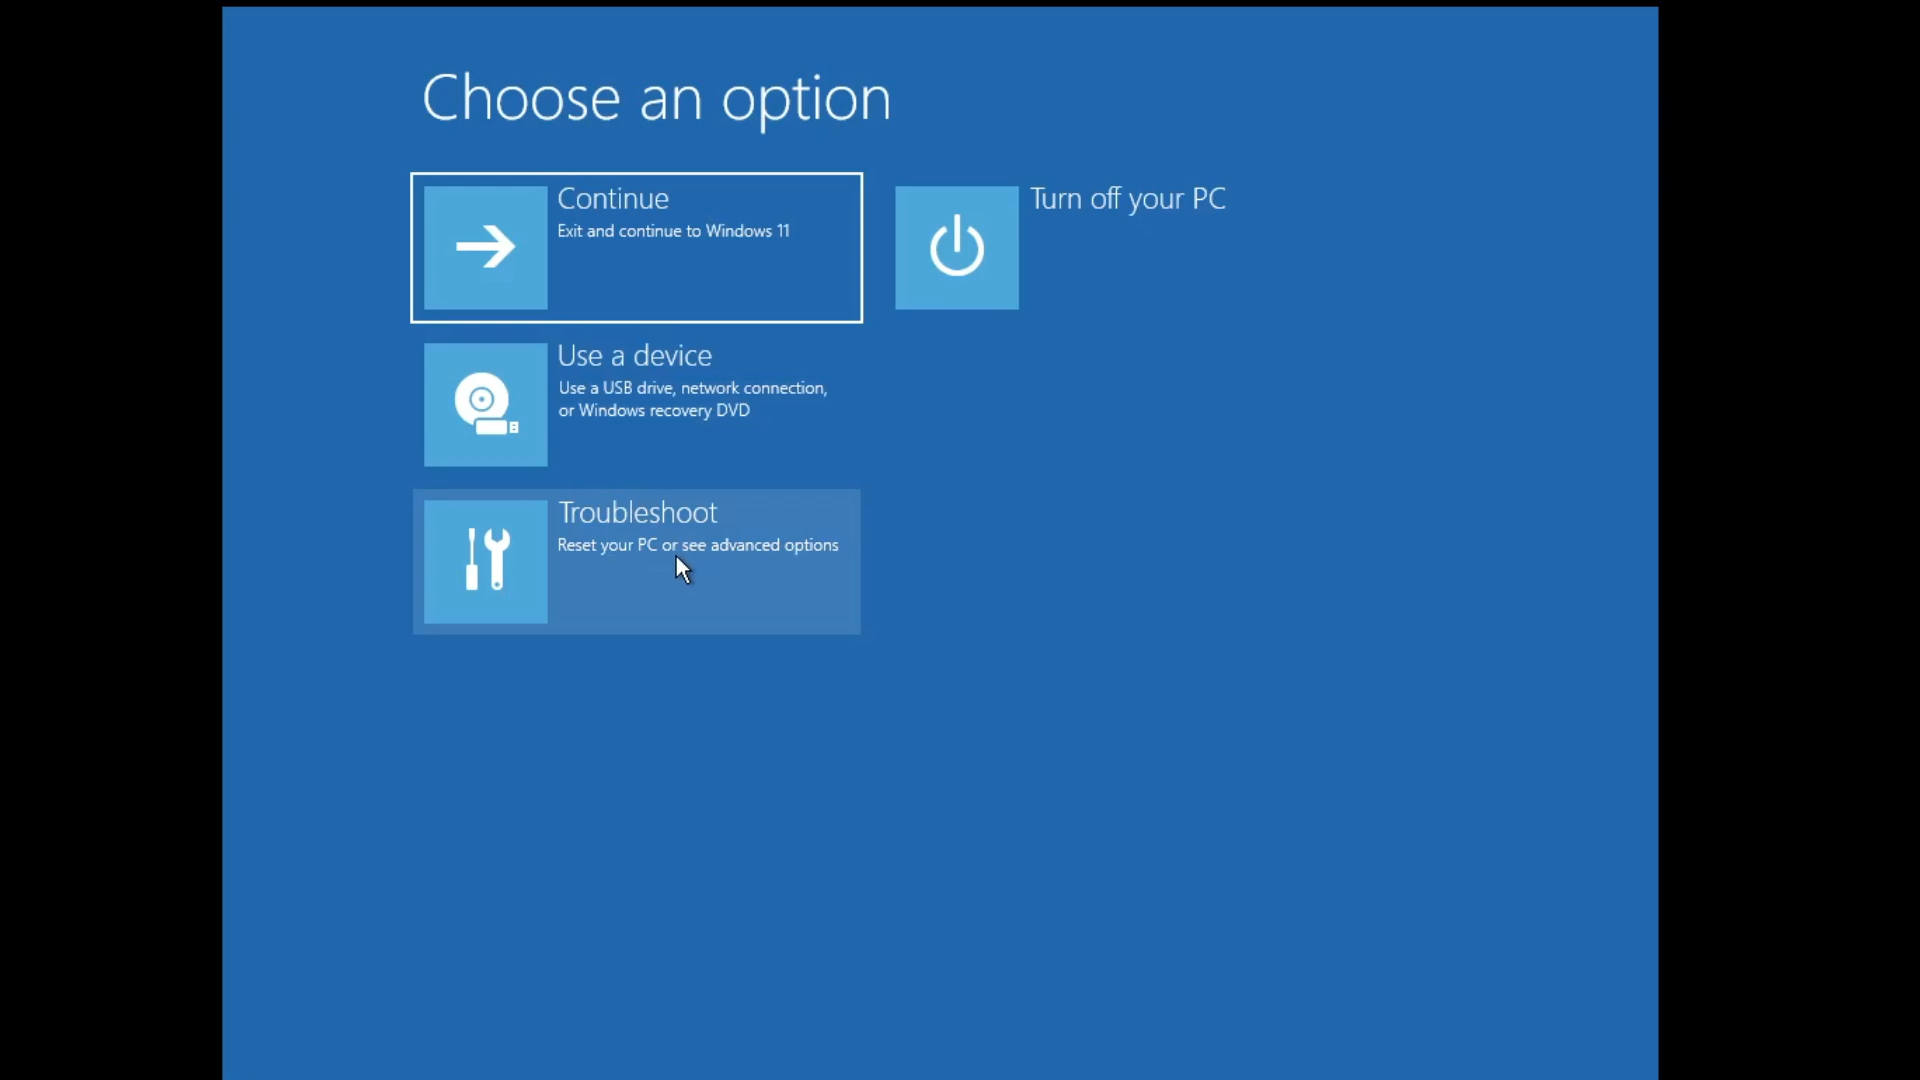 Choose an option
Continue
Exit and continue to Windows 11
Turn off your PC
Use a device
Use a USB drive, network connection,
or Windows recovery DVD
Troubleshoot
Reset your PC or see advanced options